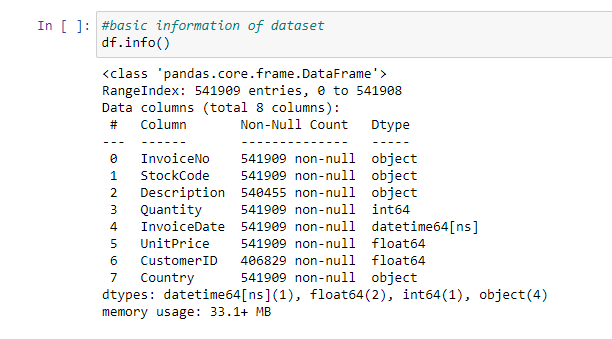 In [ ]: #basic information of dataset
df.info()
<class 'pandas.core.frame.DataFrame'>
RangeIndex: 541909 entries, 0 to 541908
Data columns (total 8 columns):
 #   Column       Non-Null Count   Dtype
---  ------       --------------   -----
 0   InvoiceNo    541909 non-null  object
 1   StockCode    541909 non-null  object
 2   Description  540455 non-null  object
 3   Quantity     541909 non-null  int64
 4   InvoiceDate  541909 non-null  datetime64[ns]
 5   UnitPrice    541909 non-null  float64
 6   CustomerID   406829 non-null  float64
 7   Country      541909 non-null  object
dtypes: datetime64[ns](1), float64(2), int64(1), object(4)
memory usage: 33.1+ MB